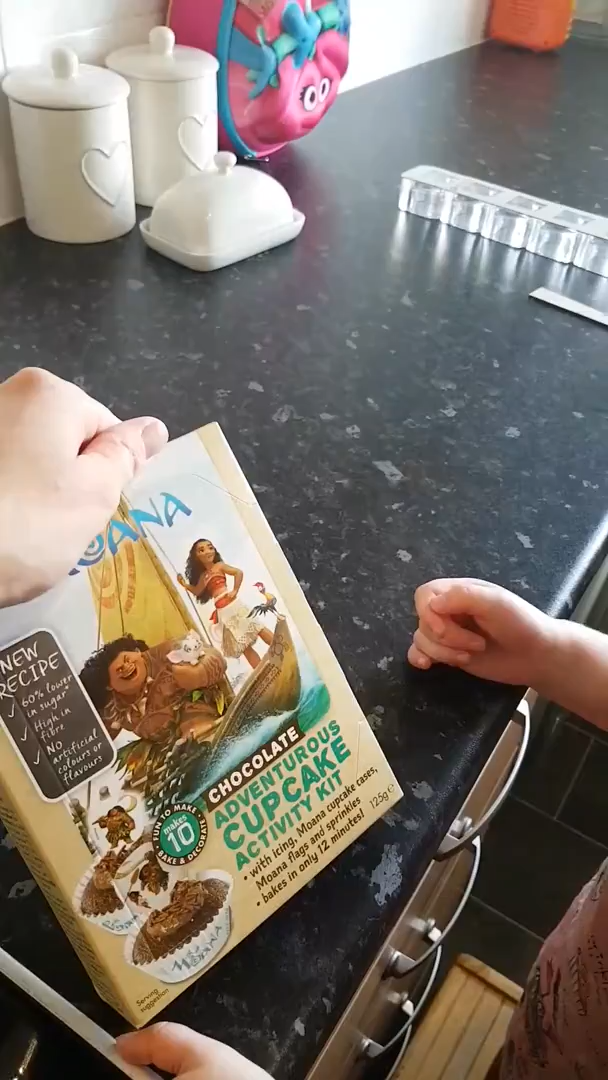 OANA
NEW
RECIPE
✓ 60% lower
in sugar*
✓ High in
fibre
✓ No
artificial
colours or
flavours
CHOCOLATE
ADVENTUROUS
CUPCAKE
ACTIVITY KIT
• with icing, Moana cupcake cases,
Moana flags and sprinkles
• bakes in only 12 minutes!
125g e
FUN TO MAKE
makes
10
BAKE & DECORATE
MOANA
Serving
suggestion